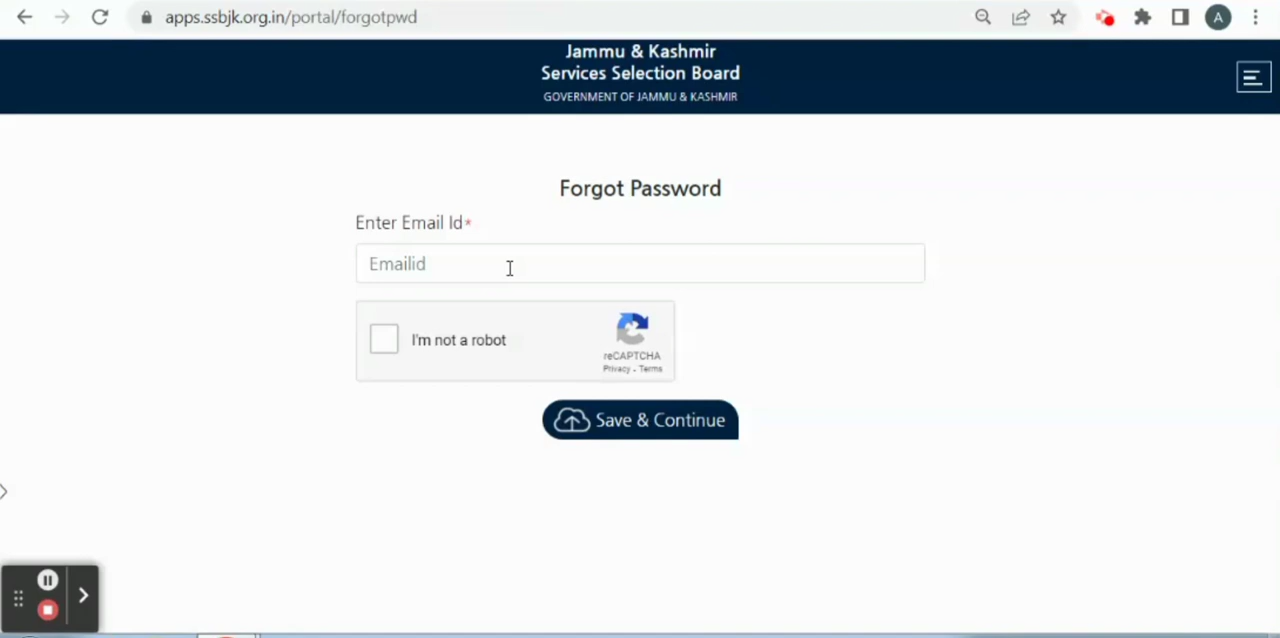 apps.ssbjk.org.in/portal/forgotpwd
A
Jammu & Kashmir
Services Selection Board
GOVERNMENT OF JAMMU & KASHMIR
Forgot Password
Enter Email Id*
Emailid
I'm not a robot
reCAPTCHA
Privacy - Terms
Save & Continue